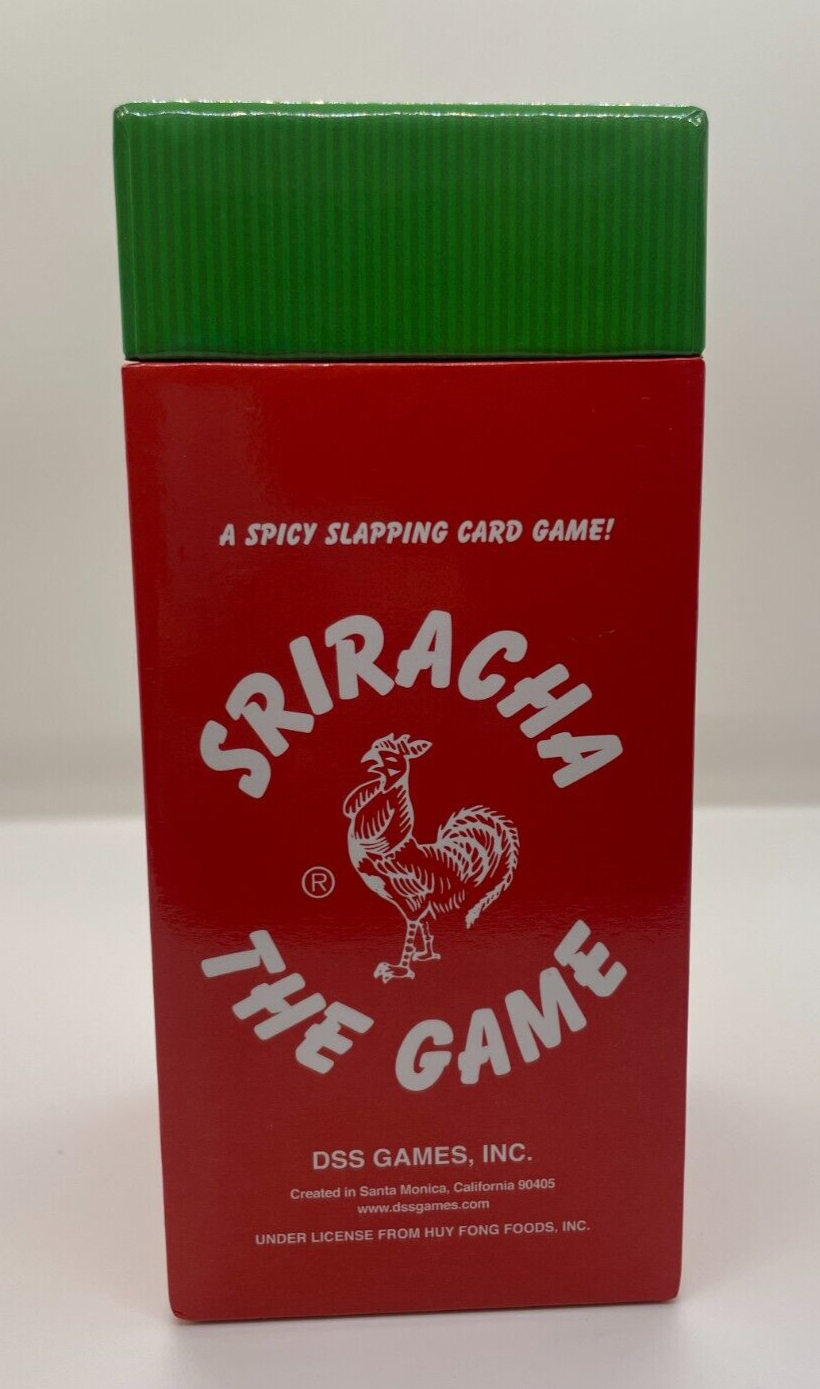 A SPICY SLAPPING CARD GAME!
SRIRACHA
®
THE GAME
DSS GAMES, INC.
Created in Santa Monica, California 90405
www.dssgames.com
UNDER LICENSE FROM HUY FONG FOODS, INC.